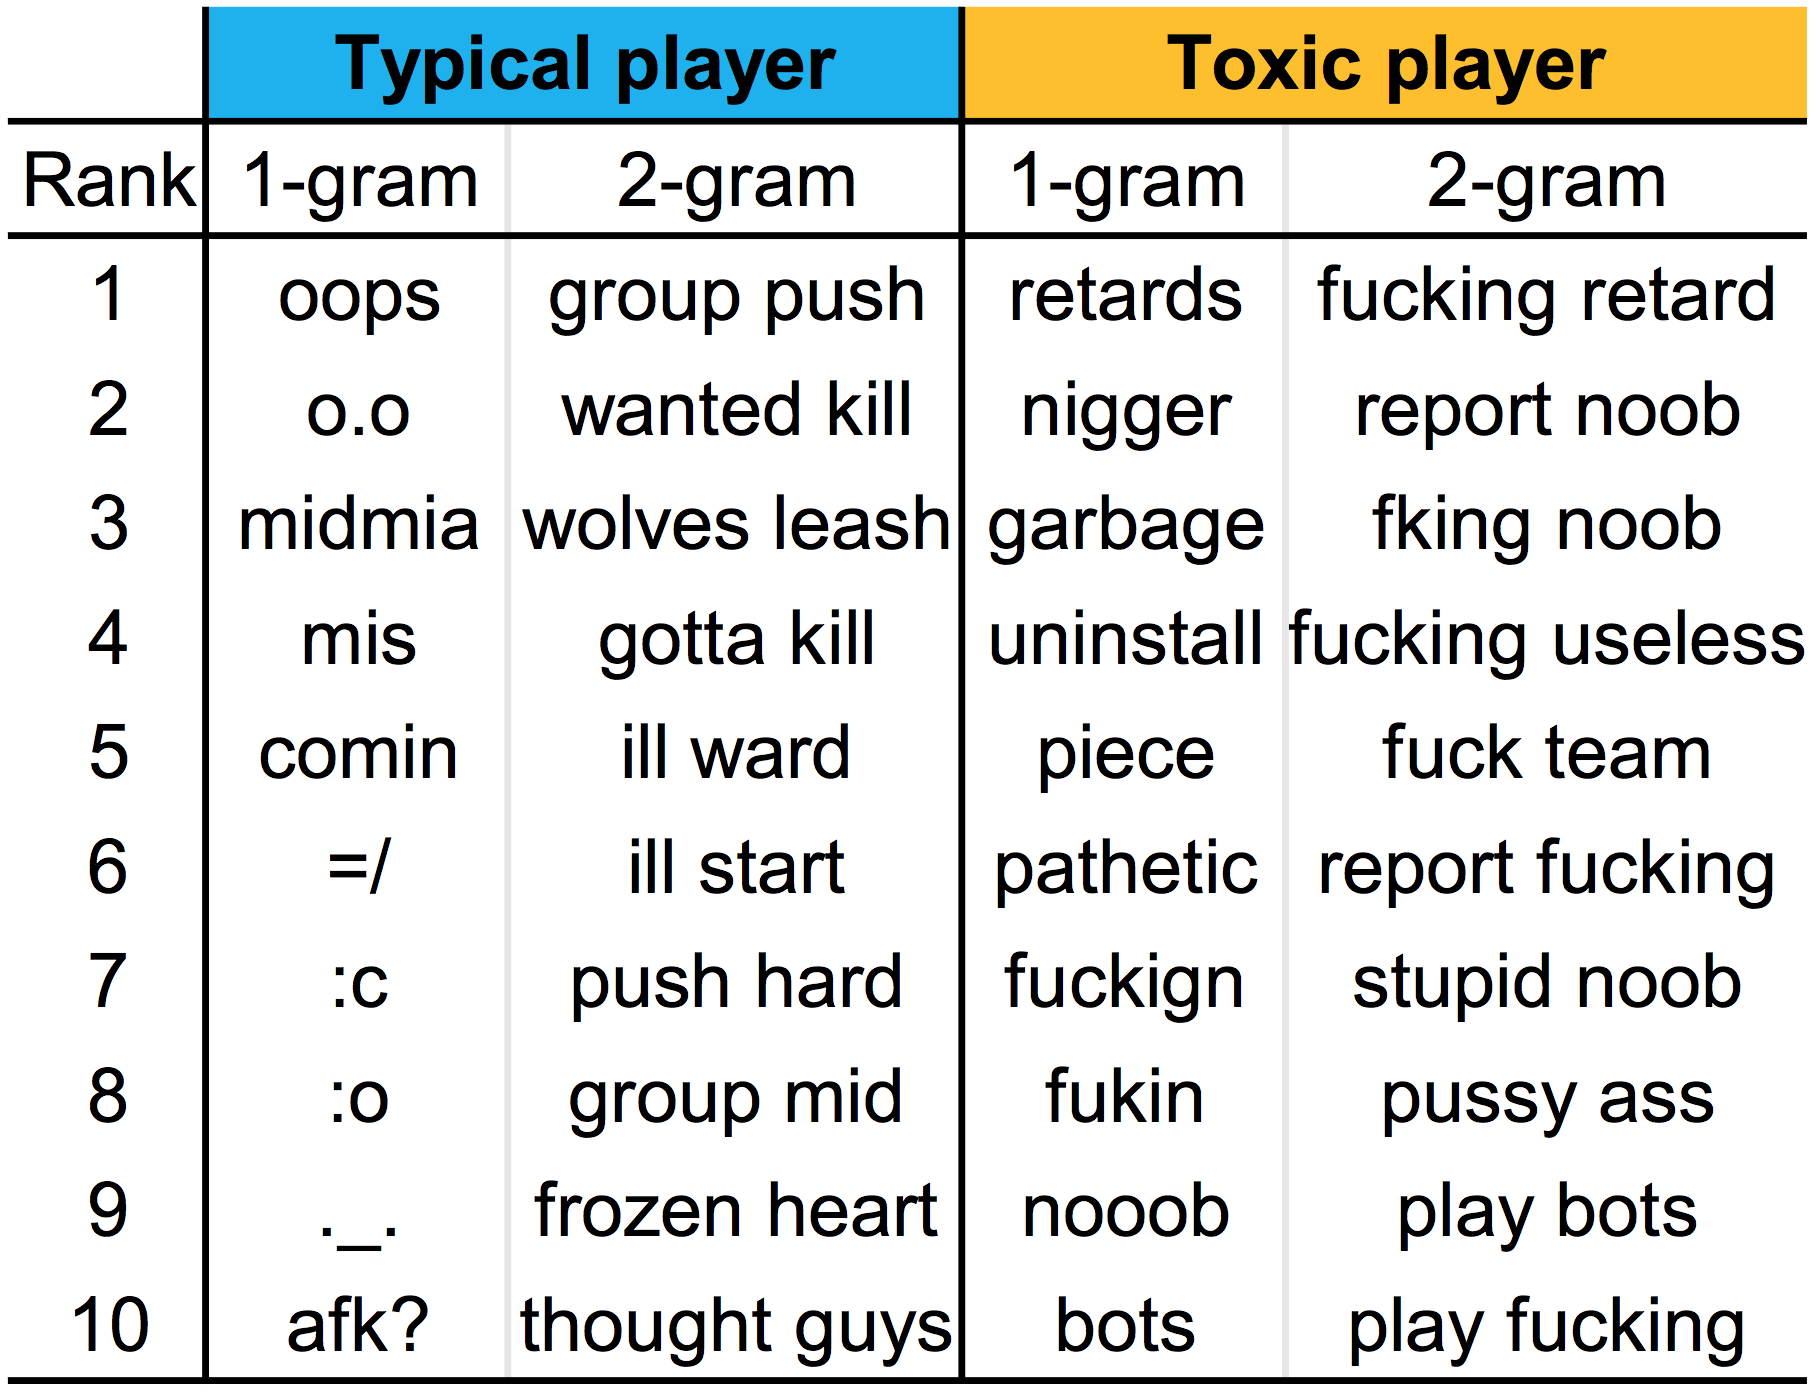 Typical player Toxic player
Rank 1-gram 2-gram 1-gram 2-gram
1 oops group push retards fucking retard
2 o.o wanted kill nigger report noob
3 midmia wolves leash garbage fking noob
4 mis gotta kill uninstall fucking useless
5 comin ill ward piece fuck team
6 =/ ill start pathetic report fucking
7 :c push hard fuckign stupid noob
8 :o group mid fukin pussy ass
9 ._. frozen heart nooob play bots
10 afk? thought guys bots play fucking